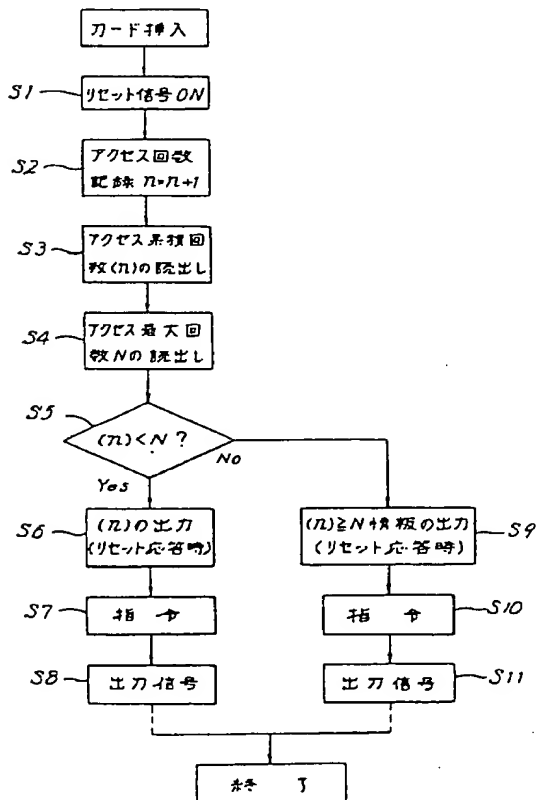 カード挿入
S1
リセット信号ON
S2
アクセス回数
記録 n=n+1
S3
アクセス累積回
数(n)の読出し
S4
アクセス最大回
数Nの読出し
S5
(n)<N?
No
Yes
S6
(n)の出力
(リセット応答時)
(n)≧N情報の出力
(リセット応答時)
S9
S7
指令
指令
S10
S8
出力信号
出力信号
S11
終了